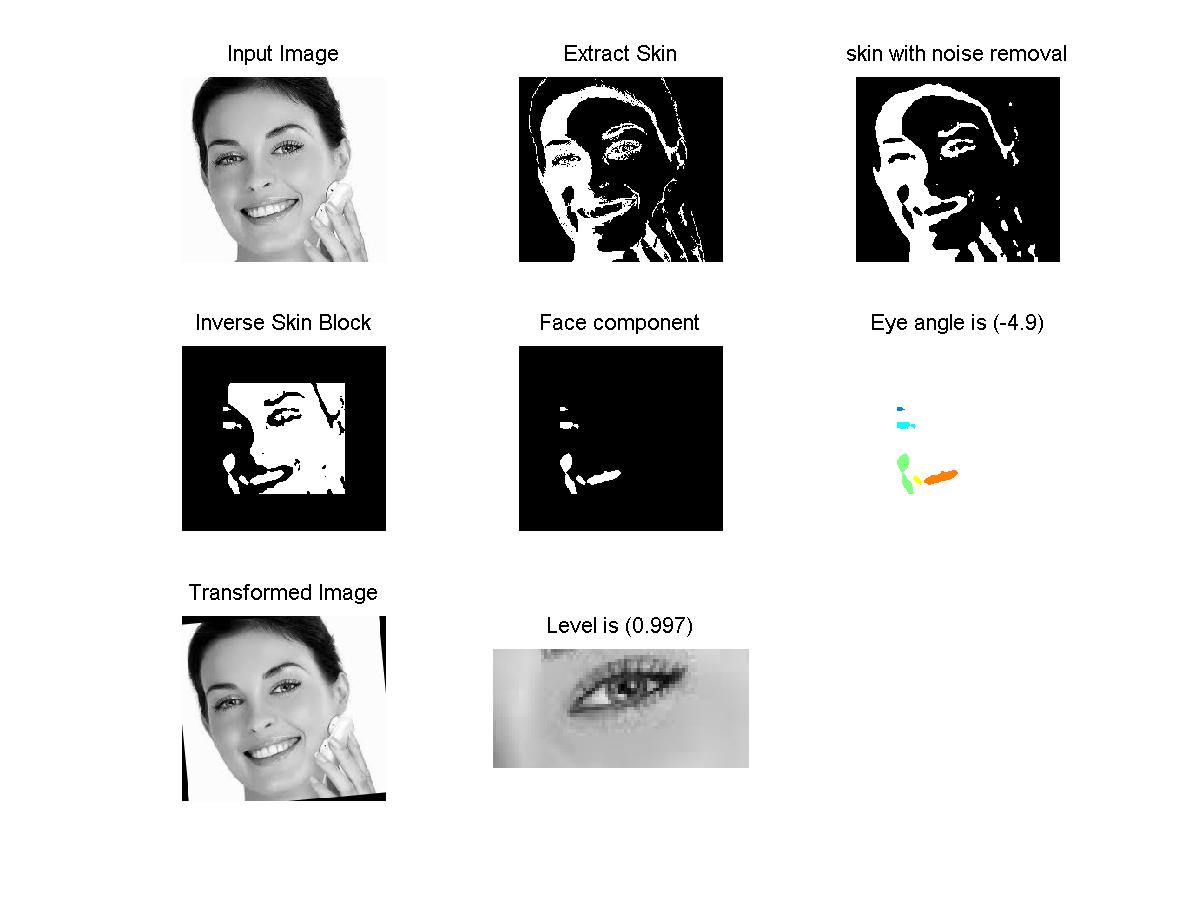 Input Image
Extract Skin
skin with noise removal
Inverse Skin Block
Face component
Eye angle is (-4.9)
Transformed Image
Level is (0.997)